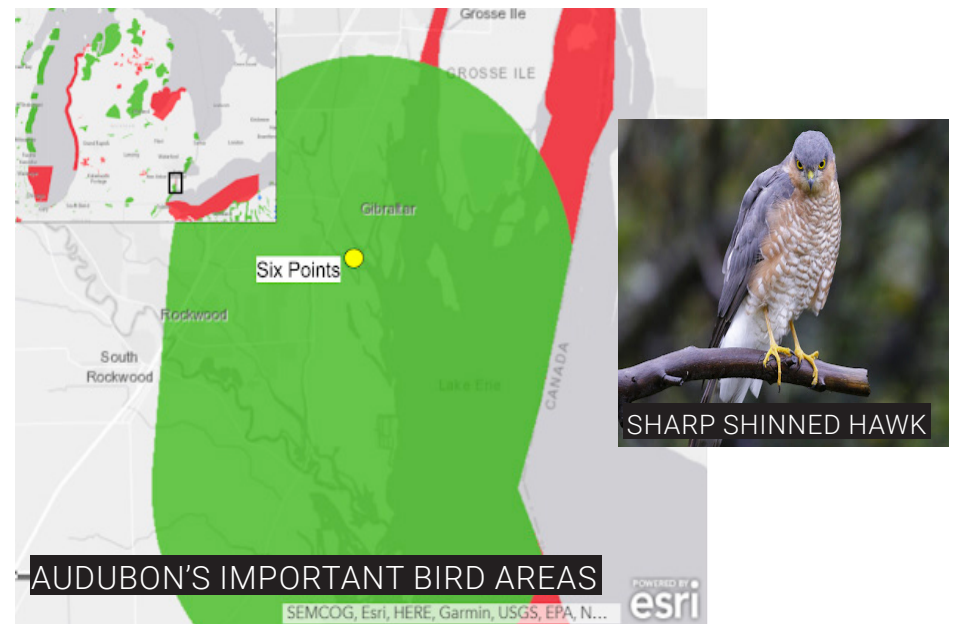 Grosse Ile
GROSSE ILE
Gibraltar
Six Points
Rockwood
South
Rockwood
Lake Erie
CANADA
SHARP SHINNED HAWK
AUDUBON'S IMPORTANT BIRD AREAS
POWERED BY
esri
SEMCOG, Esri, HERE, Garmin, USGS, EPA, N...